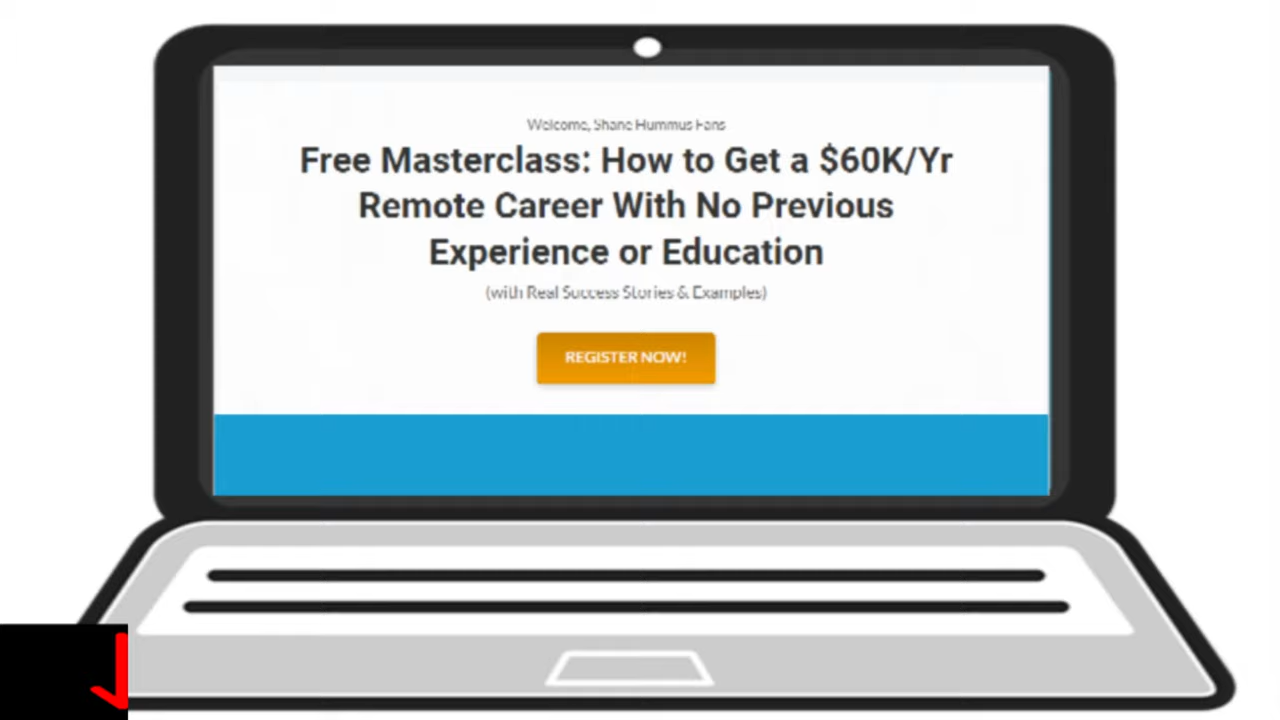 Welcome, Shane Hummus Fans
Free Masterclass: How to Get a $60K/Yr
Remote Career With No Previous
Experience or Education
(with Real Success Stories & Examples)
REGISTER NOW!